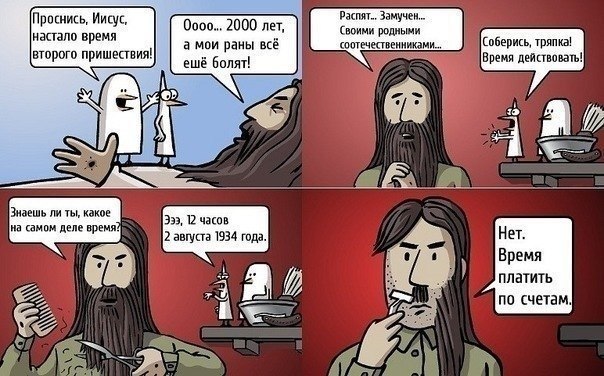 Проснись, Иисус,
настало время
второго пришествия!
Оооо... 2000 лет,
а мои раны всё
ешё болят!
Распят... Замучен...
Своими родными
соотечественниками...
Соберись, тряпка!
Время действовать!
Знаешь ли ты, какое
на самом деле время?
Эээ, 12 часов
2 августа 1934 года.
Нет.
Время
платить
по счетам.